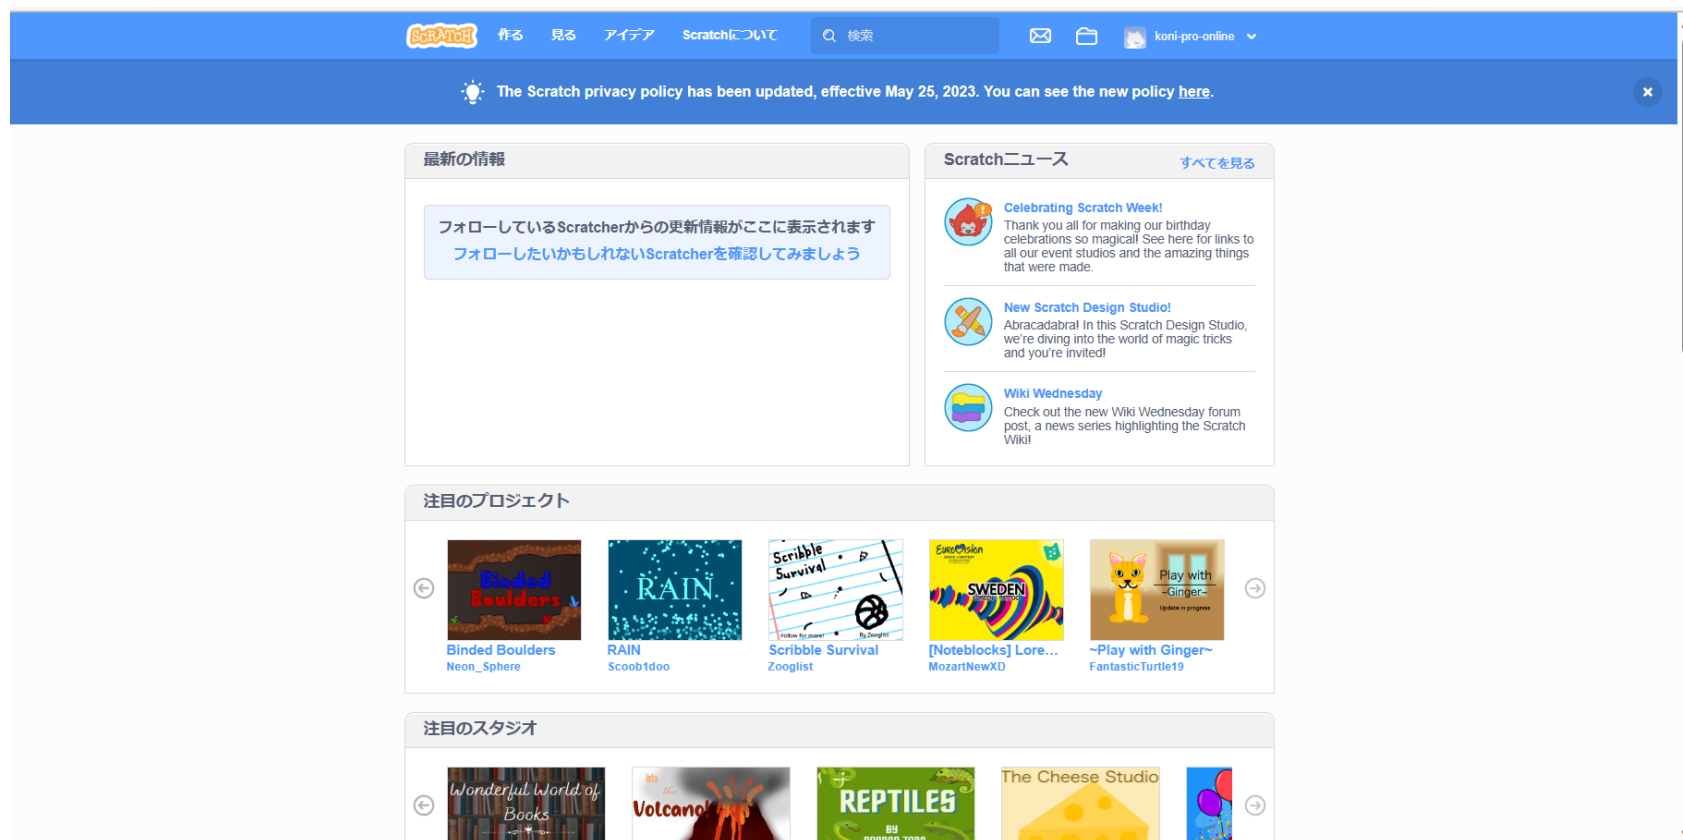 SCRATCH 作る 見る アイデア Scratchについて 検索 koni-pro-online
The Scratch privacy policy has been updated, effective May 25, 2023. You can see the new policy here.
最新の情報
フォローしているScratcherからの更新情報がここに表示されます
フォローしたいかもしれないScratcherを確認してみましょう
Scratchニュース すべてを見る
Celebrating Scratch Week!
Thank you all for making our birthday
celebrations so magical! See here for links to
all our event studios and the amazing things
that were made.
New Scratch Design Studio!
Abracadabra! In this Scratch Design Studio,
we're diving into the world of magic tricks
and you're invited!
Wiki Wednesday
Check out the new Wiki Wednesday forum
post, a news series highlighting the Scratch
Wiki!
注目のプロジェクト
Binded
Boulders
RAIN
Scribble
Survival
Follow for more! By Zooglist
EUROVISION
SWEDEN
Play with
~Ginger~
Update in progress
Binded Boulders
Neon_Sphere
RAIN
Scoob1doo
Scribble Survival
Zooglist
[Noteblocks] Lore...
MozartNewXD
~Play with Ginger~
FantasticTurtle19
注目のスタジオ
Wonderful World of
Books
the
Volcano!
REPTILES
BY
The Cheese Studio